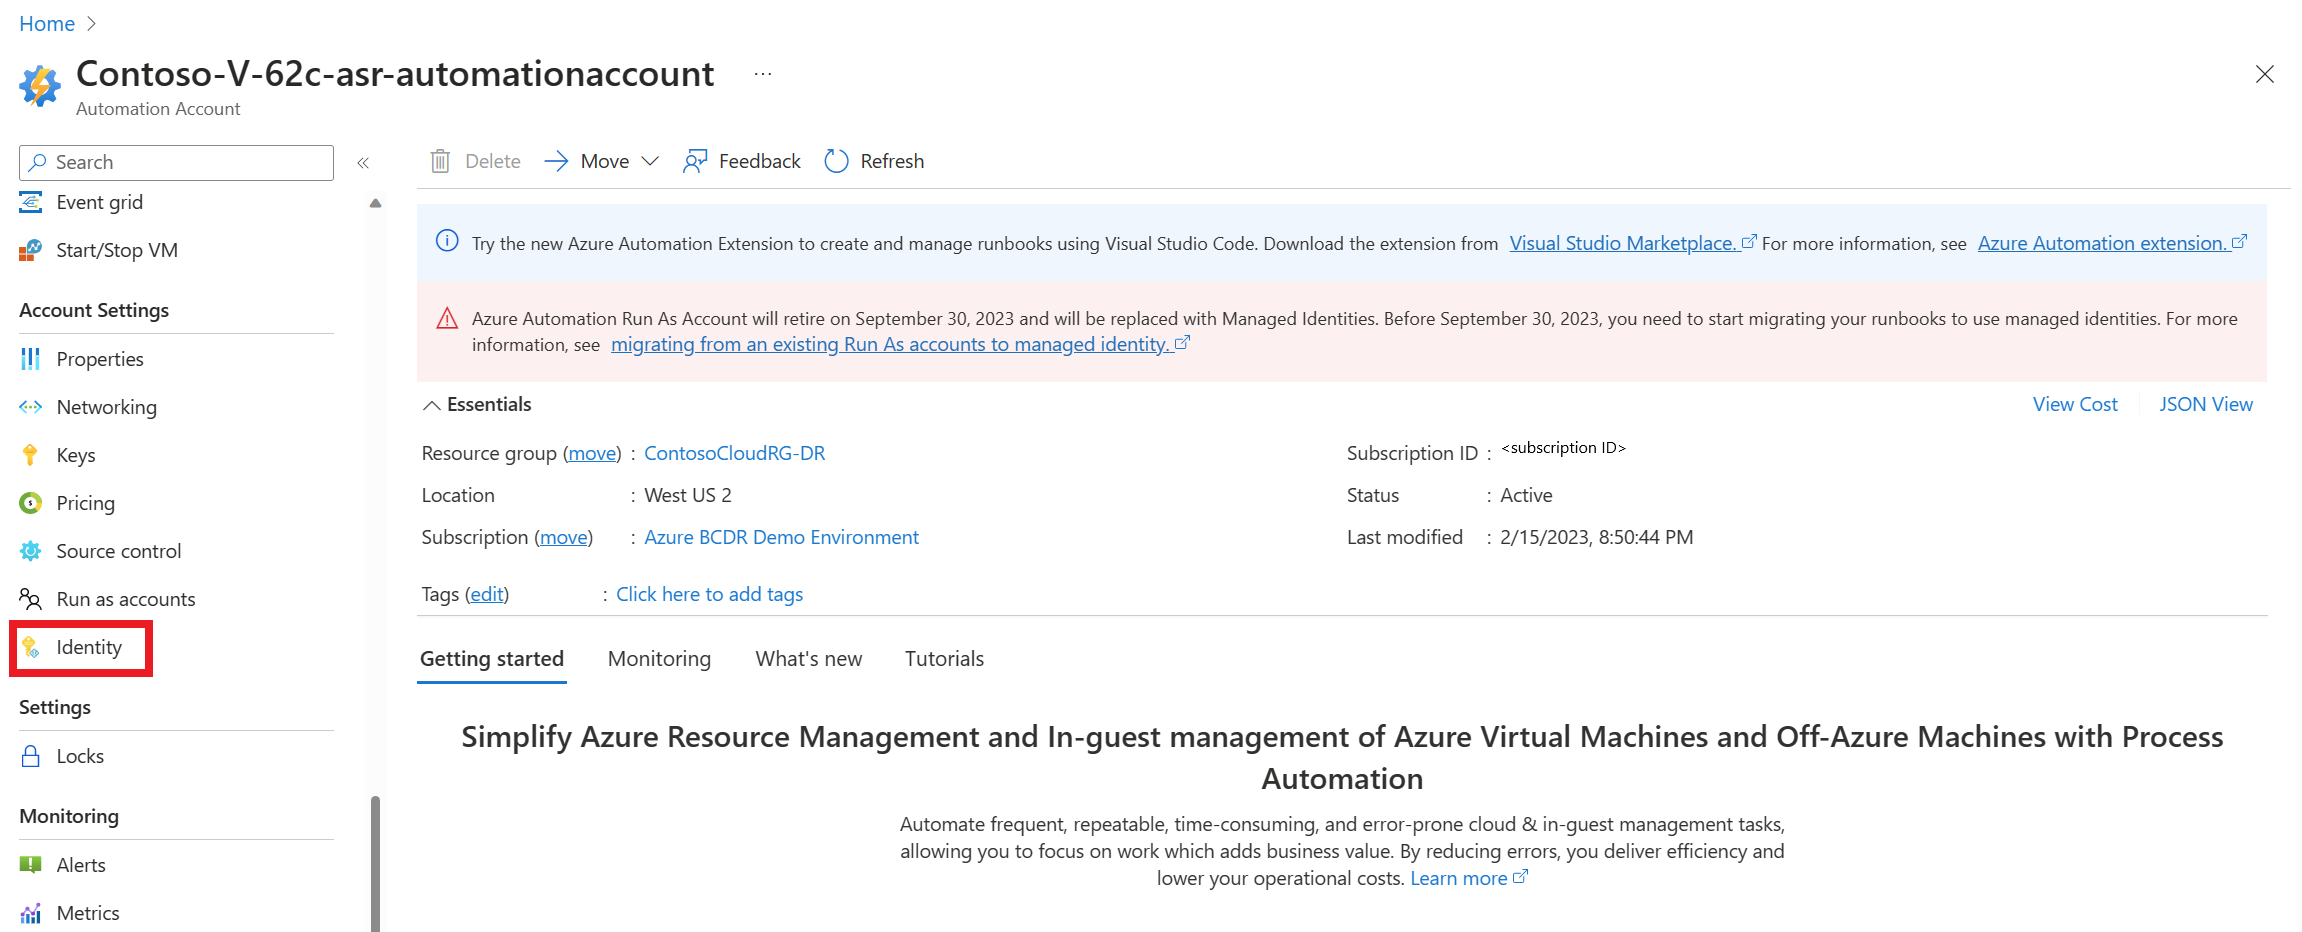 Home
Contoso-V-62c-asr-automationaccount ...
Automation Account
Search
Event grid
Start/Stop VM
Account Settings
Properties
Networking
Keys
Pricing
Source control
Run as accounts
Identity
Settings
Locks
Monitoring
Alerts
Metrics
Delete Move Feedback Refresh
Try the new Azure Automation Extension to create and manage runbooks using Visual Studio Code. Download the extension from Visual Studio Marketplace. For more information, see Azure Automation extension.
Azure Automation Run As Account will retire on September 30, 2023 and will be replaced with Managed Identities. Before September 30, 2023, you need to start migrating your runbooks to use managed identities. For more
information, see migrating from an existing Run As accounts to managed identity.
Essentials
View Cost JSON View
Resource group (move) : ContosoCloudRG-DR
Location : West US 2
Subscription (move) : Azure BCDR Demo Environment
Subscription ID : <subscription ID>
Status : Active
Last modified : 2/15/2023, 8:50:44 PM
Tags (edit) : Click here to add tags
Getting started Monitoring What's new Tutorials
Simplify Azure Resource Management and In-guest management of Azure Virtual Machines and Off-Azure Machines with Process
Automation
Automate frequent, repeatable, time-consuming, and error-prone cloud & in-guest management tasks,
allowing you to focus on work which adds business value. By reducing errors, you deliver efficiency and
lower your operational costs. Learn more